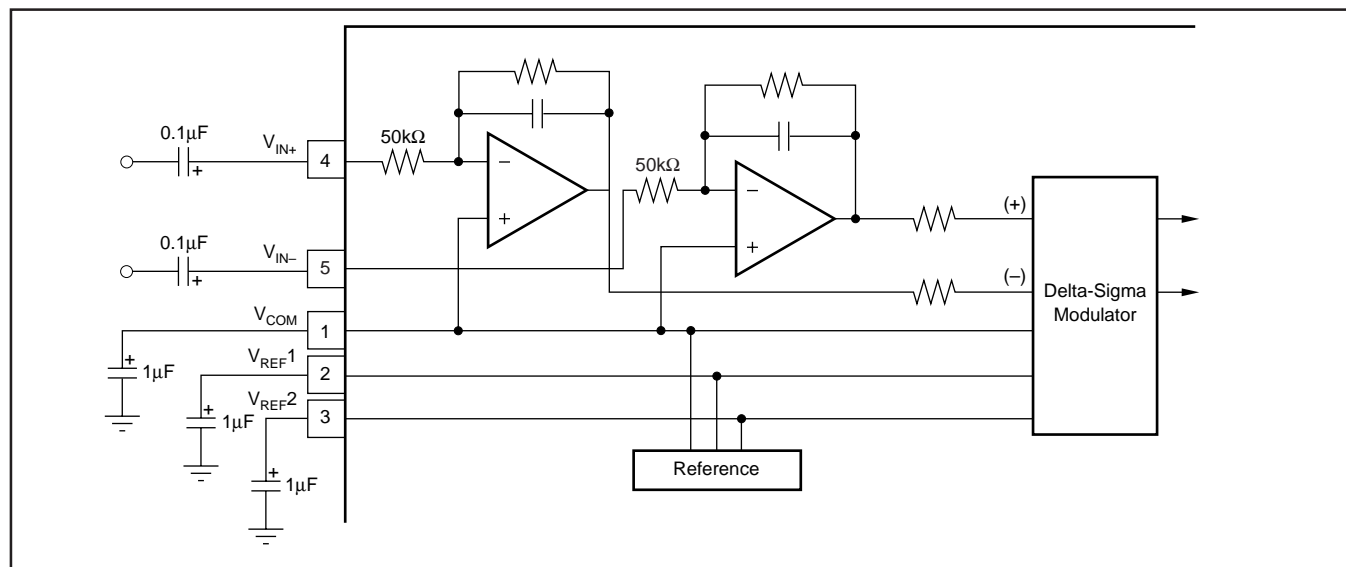 0.1μF
+
V_IN+
4
50kΩ
−
+
50kΩ
−
+
0.1μF
+
V_IN−
5
(+)
(−)
Delta-Sigma
Modulator
V_COM
1
+
1μF
V_REF1
2
+
1μF
V_REF2
3
+
1μF
Reference